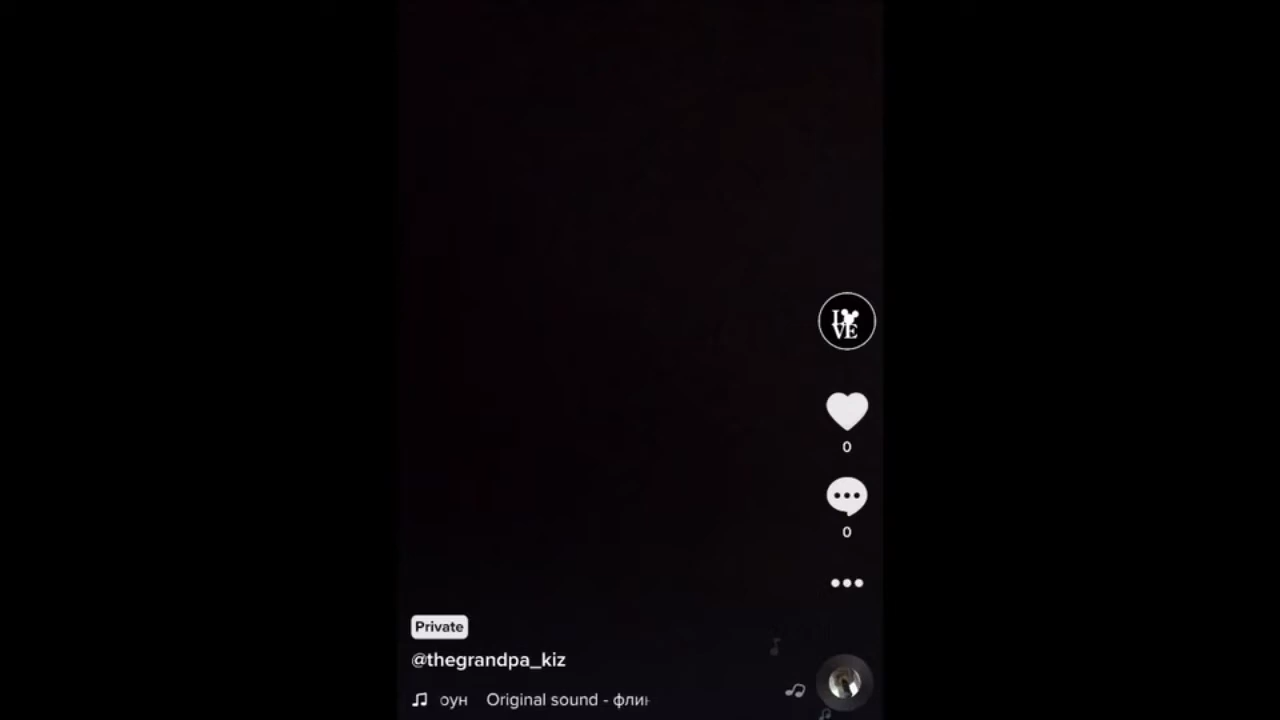 LOVE
0
0
Private
@thegrandpa_kiz
оун Original sound - фли